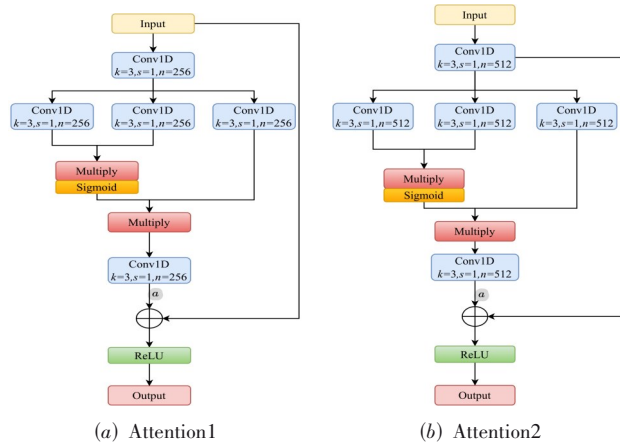 Input
Conv1D
k=3,s=1,n=256
Conv1D
k=3,s=1,n=256
Conv1D
k=3,s=1,n=256
Conv1D
k=3,s=1,n=256
Multiply
Sigmoid
Multiply
Conv1D
k=3,s=1,n=256
a
ReLU
Output
(a) Attention1
Input
Conv1D
k=3,s=1,n=512
Conv1D
k=3,s=1,n=512
Conv1D
k=3,s=1,n=512
Conv1D
k=3,s=1,n=512
Multiply
Sigmoid
Multiply
Conv1D
k=3,s=1,n=512
a
ReLU
Output
(b) Attention2